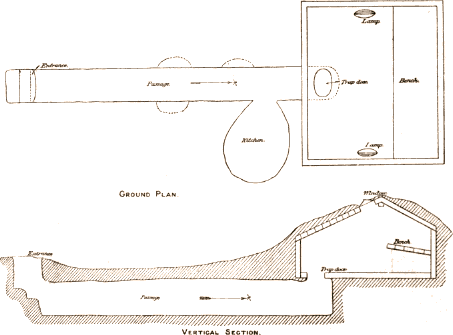 Lamp.
Entrance.
Passage
N
Trap door.
Bench.
Kitchen.
Lamp
GROUND PLAN
Window
Bench
Entrance
Trap door
Passage
N
VERTICAL SECTION.